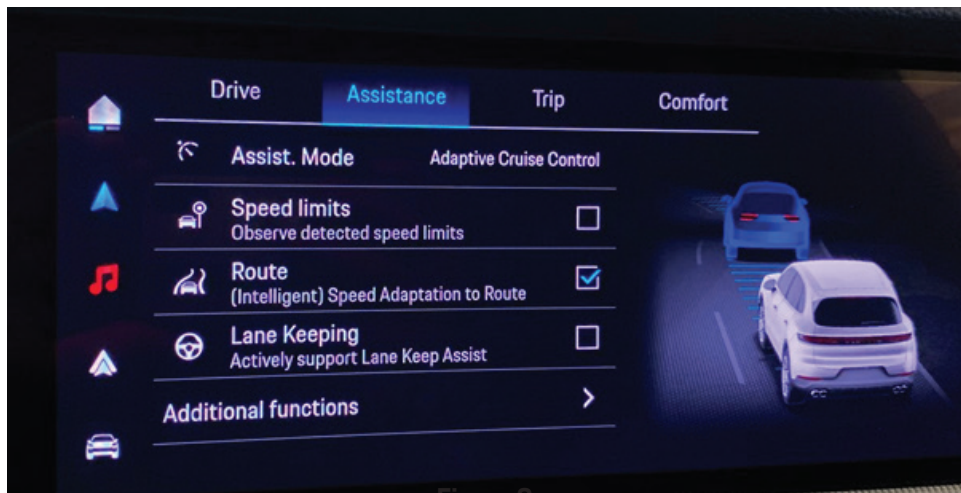 Drive Assistance Trip Comfort
Assist. Mode Adaptive Cruise Control
Speed limits
Observe detected speed limits
Route
(Intelligent) Speed Adaptation to Route
Lane Keeping
Actively support Lane Keep Assist
Additional functions